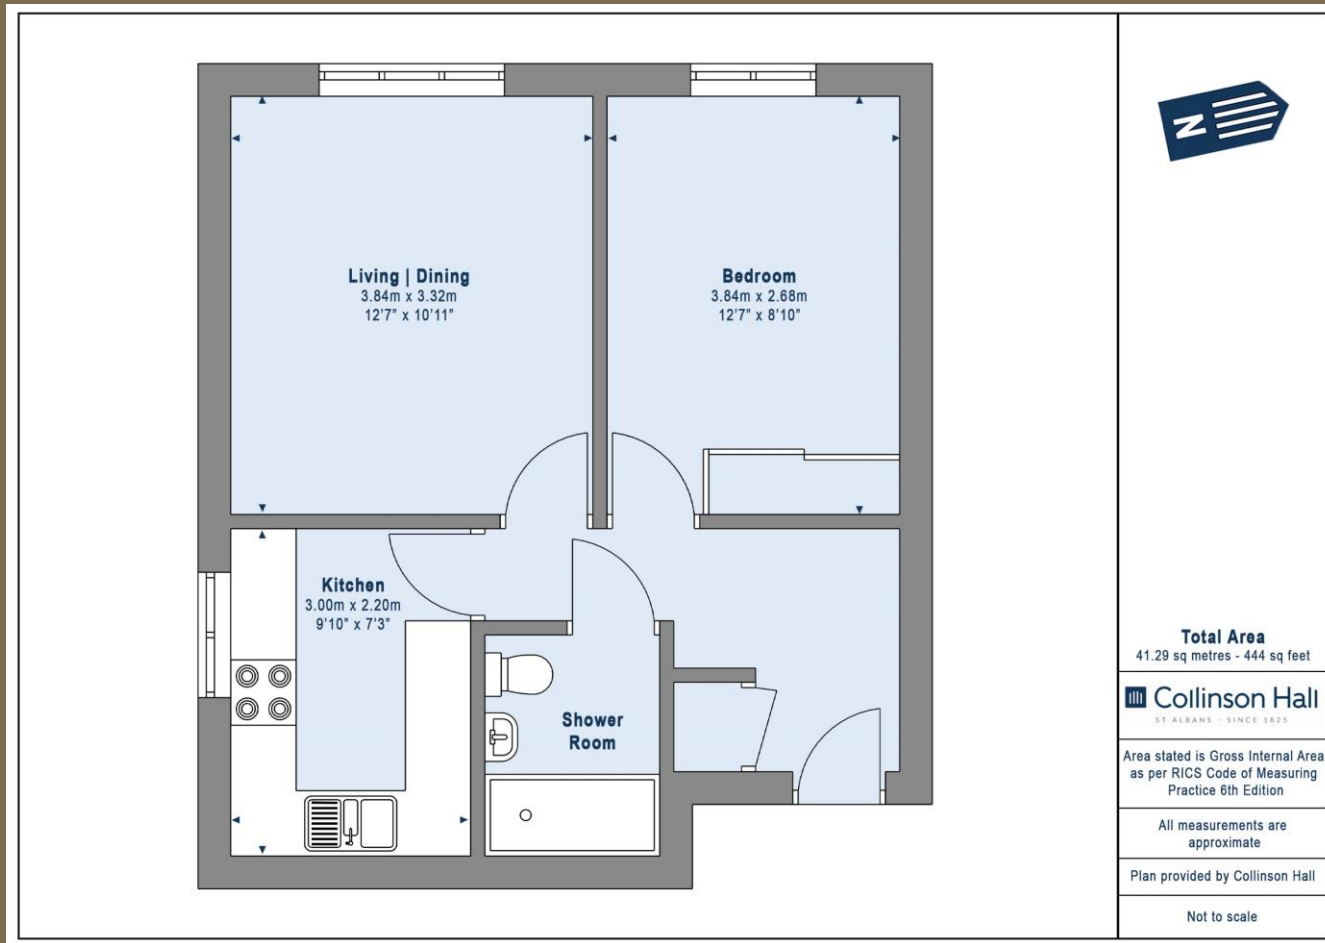 N
Living | Dining
3.84m x 3.32m
12'7" x 10'11"
Bedroom
3.84m x 2.68m
12'7" x 8'10"
Kitchen
3.00m x 2.20m
9'10" x 7'3"
Shower
Room
Total Area
41.29 sq metres - 444 sq feet
Collinson Hall
ST ALBANS - SINCE 1825
Area stated is Gross Internal Area
as per RICS Code of Measuring
Practice 6th Edition
All measurements are
approximate
Plan provided by Collinson Hall
Not to scale